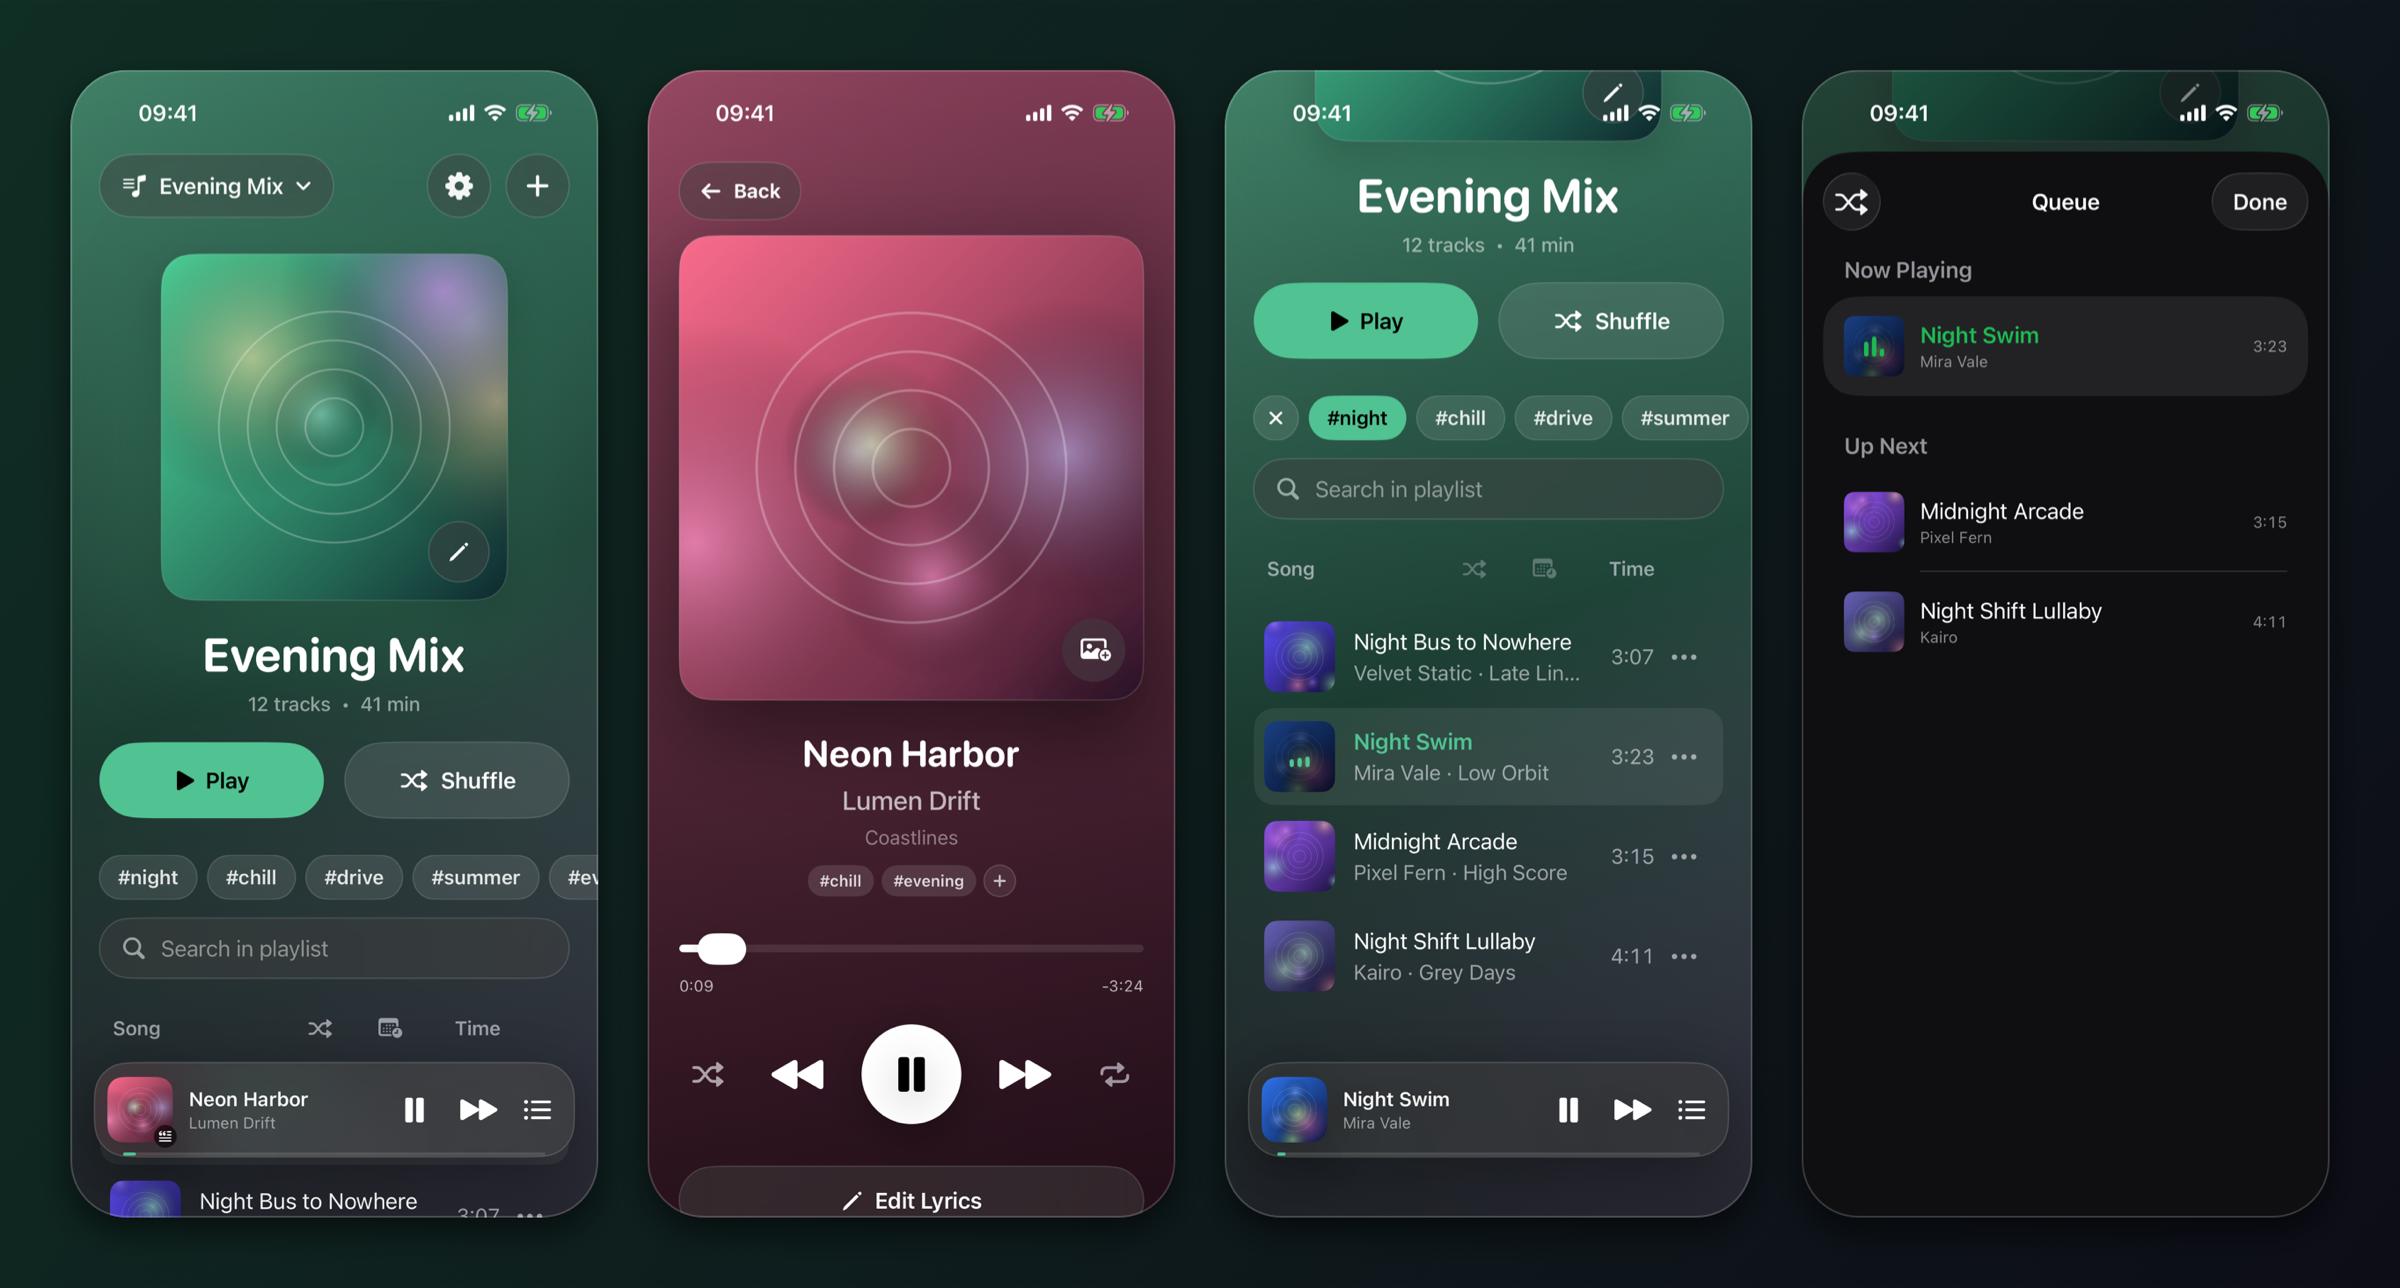 09:41
Evening Mix
Evening Mix
12 tracks • 41 min
Play
Shuffle
#night
#chill
#drive
#summer
#ev
Search in playlist
Song
Time
Neon Harbor
Lumen Drift
Night Bus to Nowhere
3:07
09:41
Back
Neon Harbor
Lumen Drift
Coastlines
#chill
#evening
0:09
-3:24
Edit Lyrics
09:41
Evening Mix
12 tracks • 41 min
Play
Shuffle
#night
#chill
#drive
#summer
Search in playlist
Song
Time
Night Bus to Nowhere
Velvet Static · Late Lin...
3:07
Night Swim
Mira Vale · Low Orbit
3:23
Midnight Arcade
Pixel Fern · High Score
3:15
Night Shift Lullaby
Kairo · Grey Days
4:11
Night Swim
Mira Vale
09:41
Queue
Done
Now Playing
Night Swim
Mira Vale
3:23
Up Next
Midnight Arcade
Pixel Fern
3:15
Night Shift Lullaby
Kairo
4:11